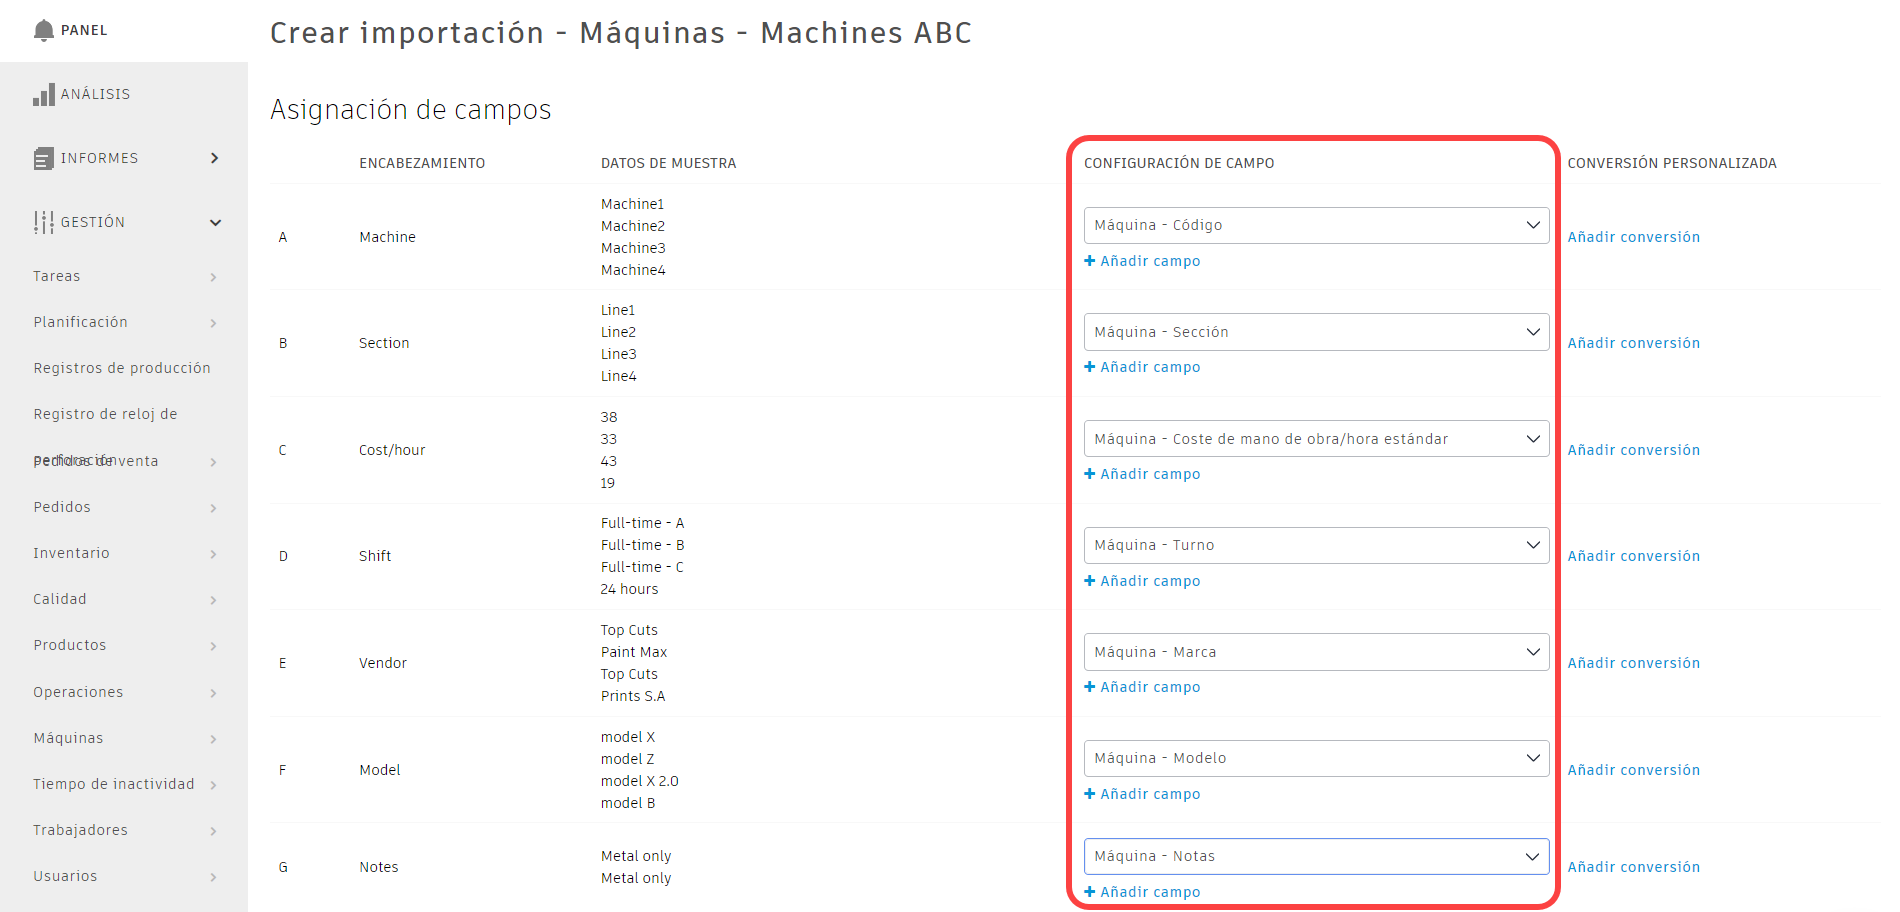 PANEL
ANÁLISIS
INFORMES
GESTIÓN
Tareas
Planificación
Registros de producción
Registro de reloj de
perforación
Pedidos de venta
Pedidos
Inventario
Calidad
Productos
Operaciones
Máquinas
Tiempo de inactividad
Trabajadores
Usuarios
Crear importación - Máquinas - Machines ABC
Asignación de campos
ENCABEZAMIENTO DATOS DE MUESTRA CONFIGURACIÓN DE CAMPO CONVERSIÓN PERSONALIZADA
A Machine
Machine1
Machine2
Machine3
Machine4
Máquina - Código
+ Añadir campo
Añadir conversión
B Section
Line1
Line2
Line3
Line4
Máquina - Sección
+ Añadir campo
Añadir conversión
C Cost/hour
38
33
43
19
Máquina - Coste de mano de obra/hora estándar
+ Añadir campo
Añadir conversión
D Shift
Full-time - A
Full-time - B
Full-time - C
24 hours
Máquina - Turno
+ Añadir campo
Añadir conversión
E Vendor
Top Cuts
Paint Max
Top Cuts
Prints S.A
Máquina - Marca
+ Añadir campo
Añadir conversión
F Model
model X
model Z
model X 2.0
model B
Máquina - Modelo
+ Añadir campo
Añadir conversión
G Notes
Metal only
Metal only
Máquina - Notas
+ Añadir campo
Añadir conversión